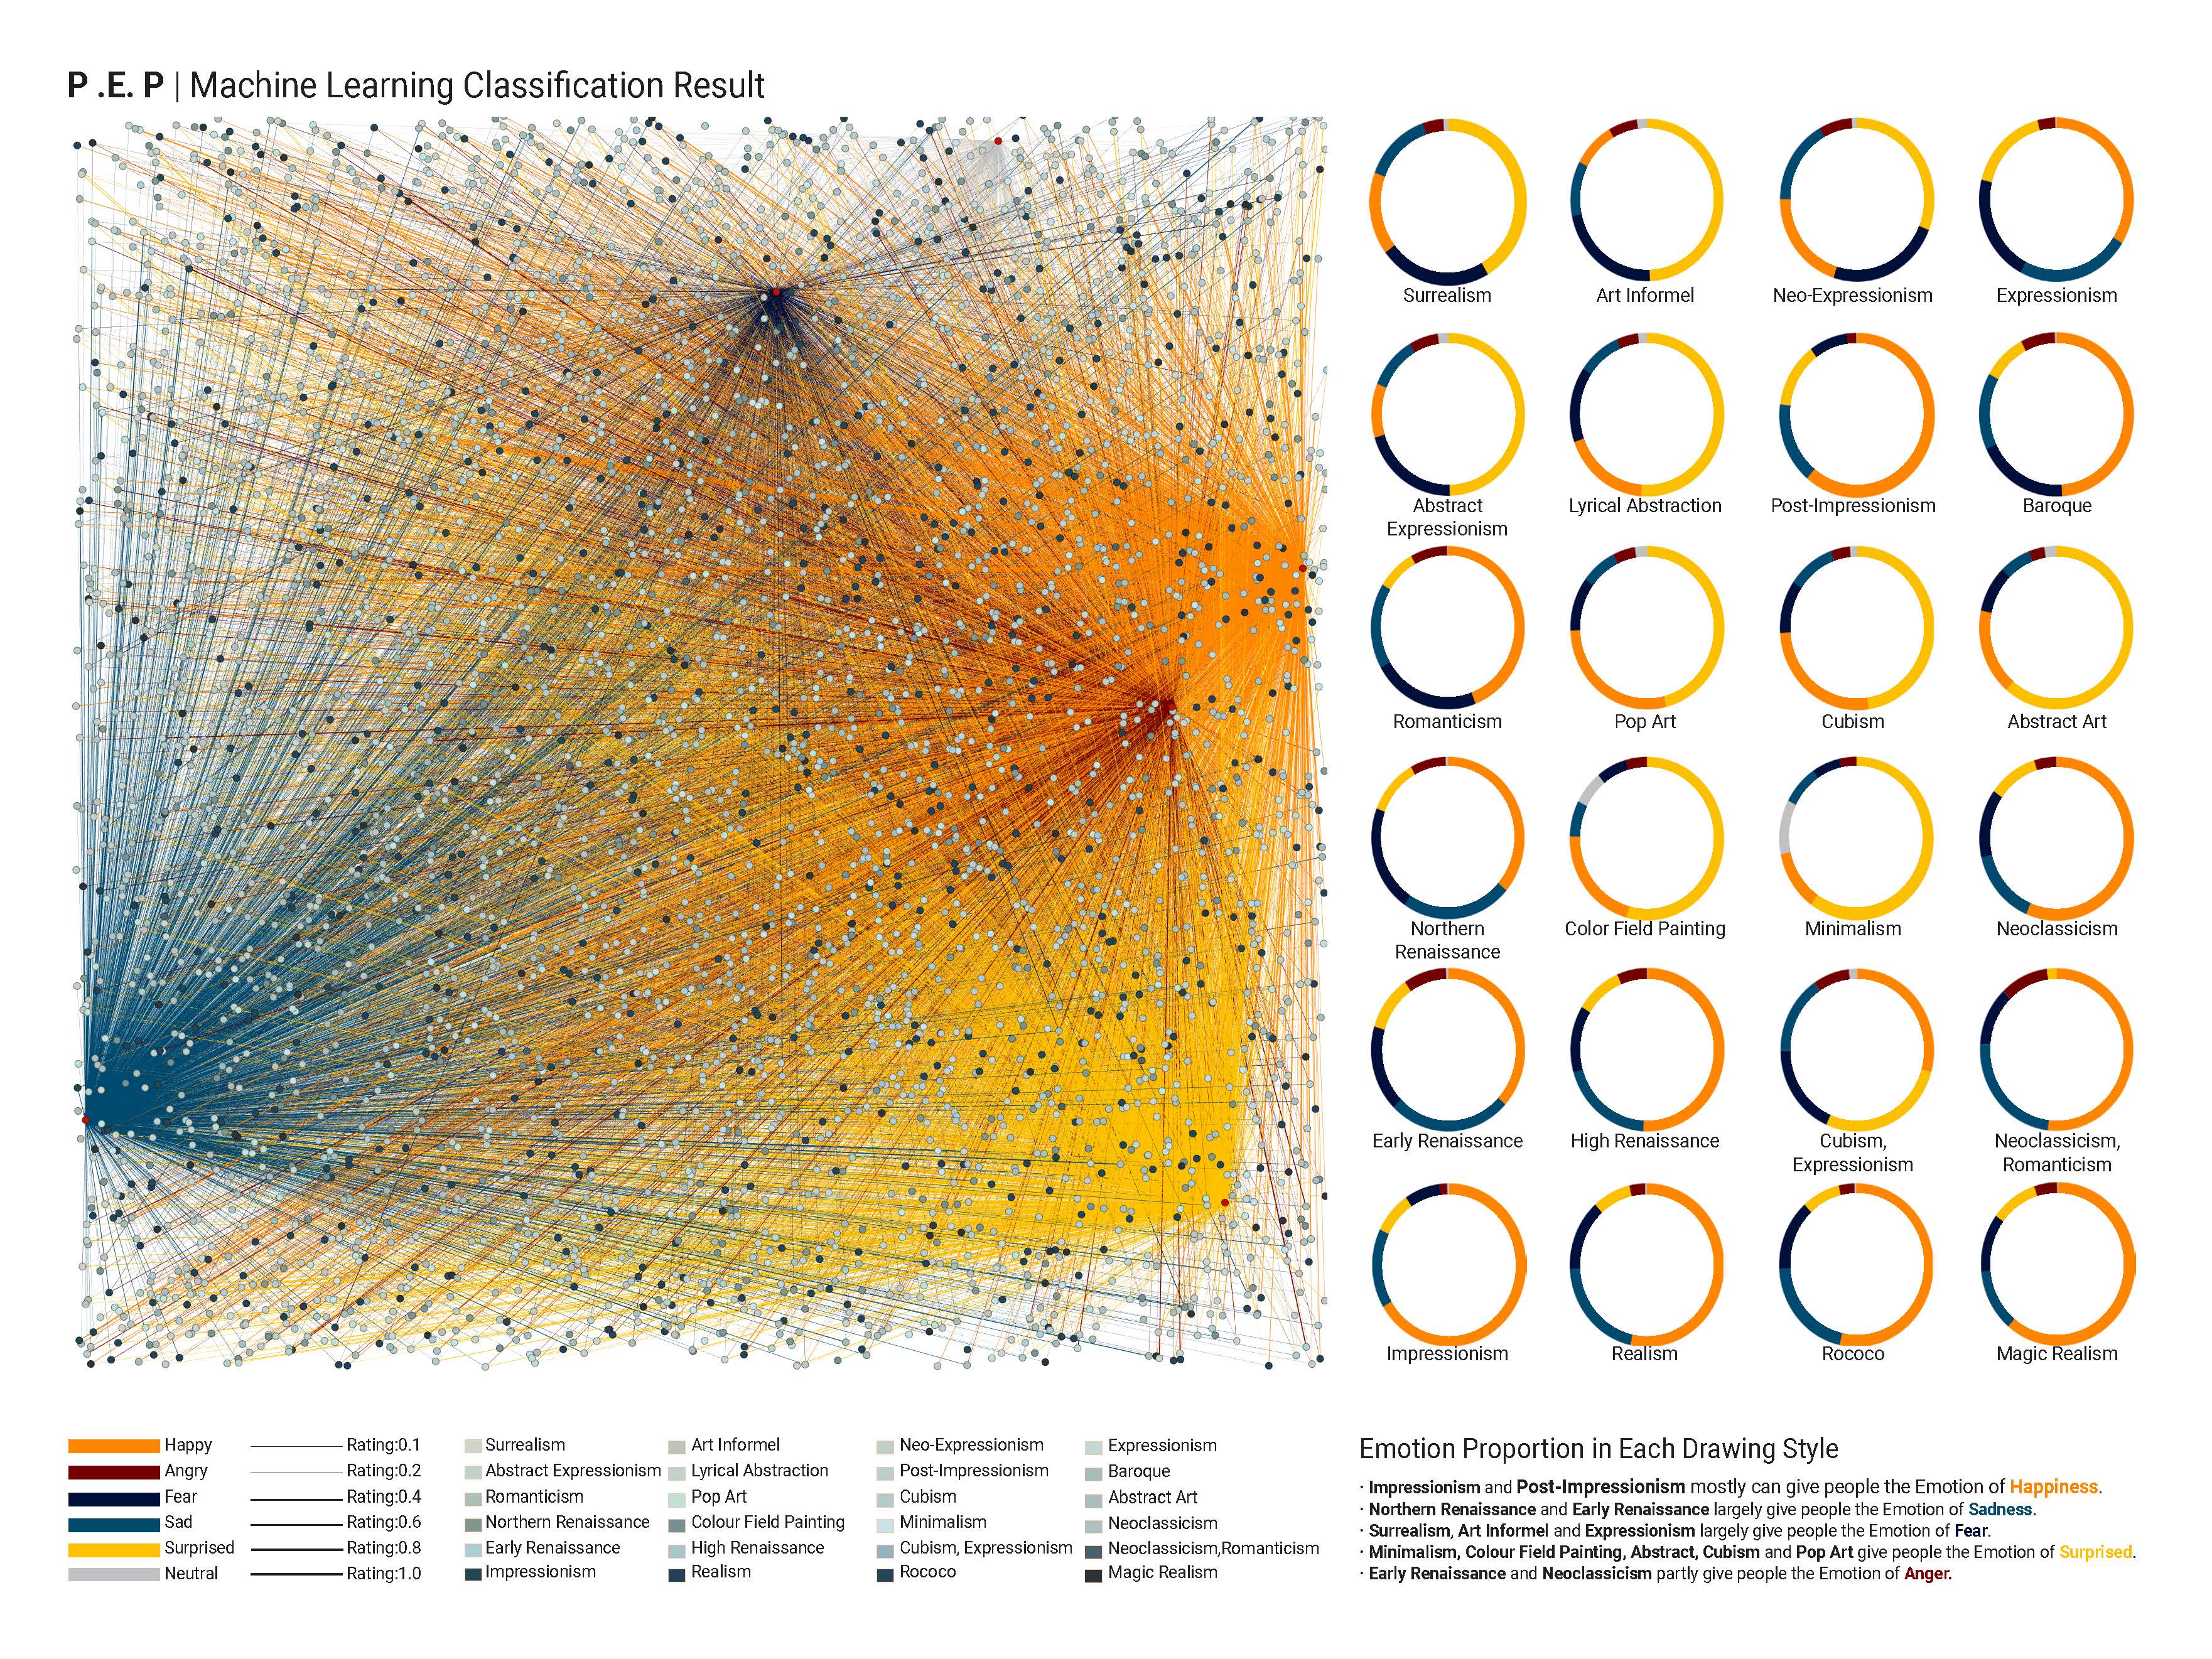 P .E. P | Machine Learning Classification Result
Surrealism
Art Informel
Neo-Expressionism
Expressionism
Abstract
Expressionism
Lyrical Abstraction
Post-Impressionism
Baroque
Romanticism
Pop Art
Cubism
Abstract Art
Northern
Renaissance
Color Field Painting
Minimalism
Neoclassicism
Early Renaissance
High Renaissance
Cubism,
Expressionism
Neoclassicism,
Romanticism
Impressionism
Realism
Rococo
Magic Realism
Happy
Angry
Fear
Sad
Surprised
Neutral
Rating:0.1
Rating:0.2
Rating:0.4
Rating:0.6
Rating:0.8
Rating:1.0
Surrealism
Abstract Expressionism
Romanticism
Northern Renaissance
Early Renaissance
Impressionism
Art Informel
Lyrical Abstraction
Pop Art
Colour Field Painting
High Renaissance
Realism
Neo-Expressionism
Post-Impressionism
Cubism
Minimalism
Cubism, Expressionism
Rococo
Expressionism
Baroque
Abstract Art
Neoclassicism
Neoclassicism,Romanticism
Magic Realism
Emotion Proportion in Each Drawing Style
· Impressionism and Post-Impressionism mostly can give people the Emotion of Happiness.
· Northern Renaissance and Early Renaissance largely give people the Emotion of Sadness.
· Surrealism, Art Informel and Expressionism largely give people the Emotion of Fear.
· Minimalism, Colour Field Painting, Abstract, Cubism and Pop Art give people the Emotion of Surprised.
· Early Renaissance and Neoclassicism partly give people the Emotion of Anger.